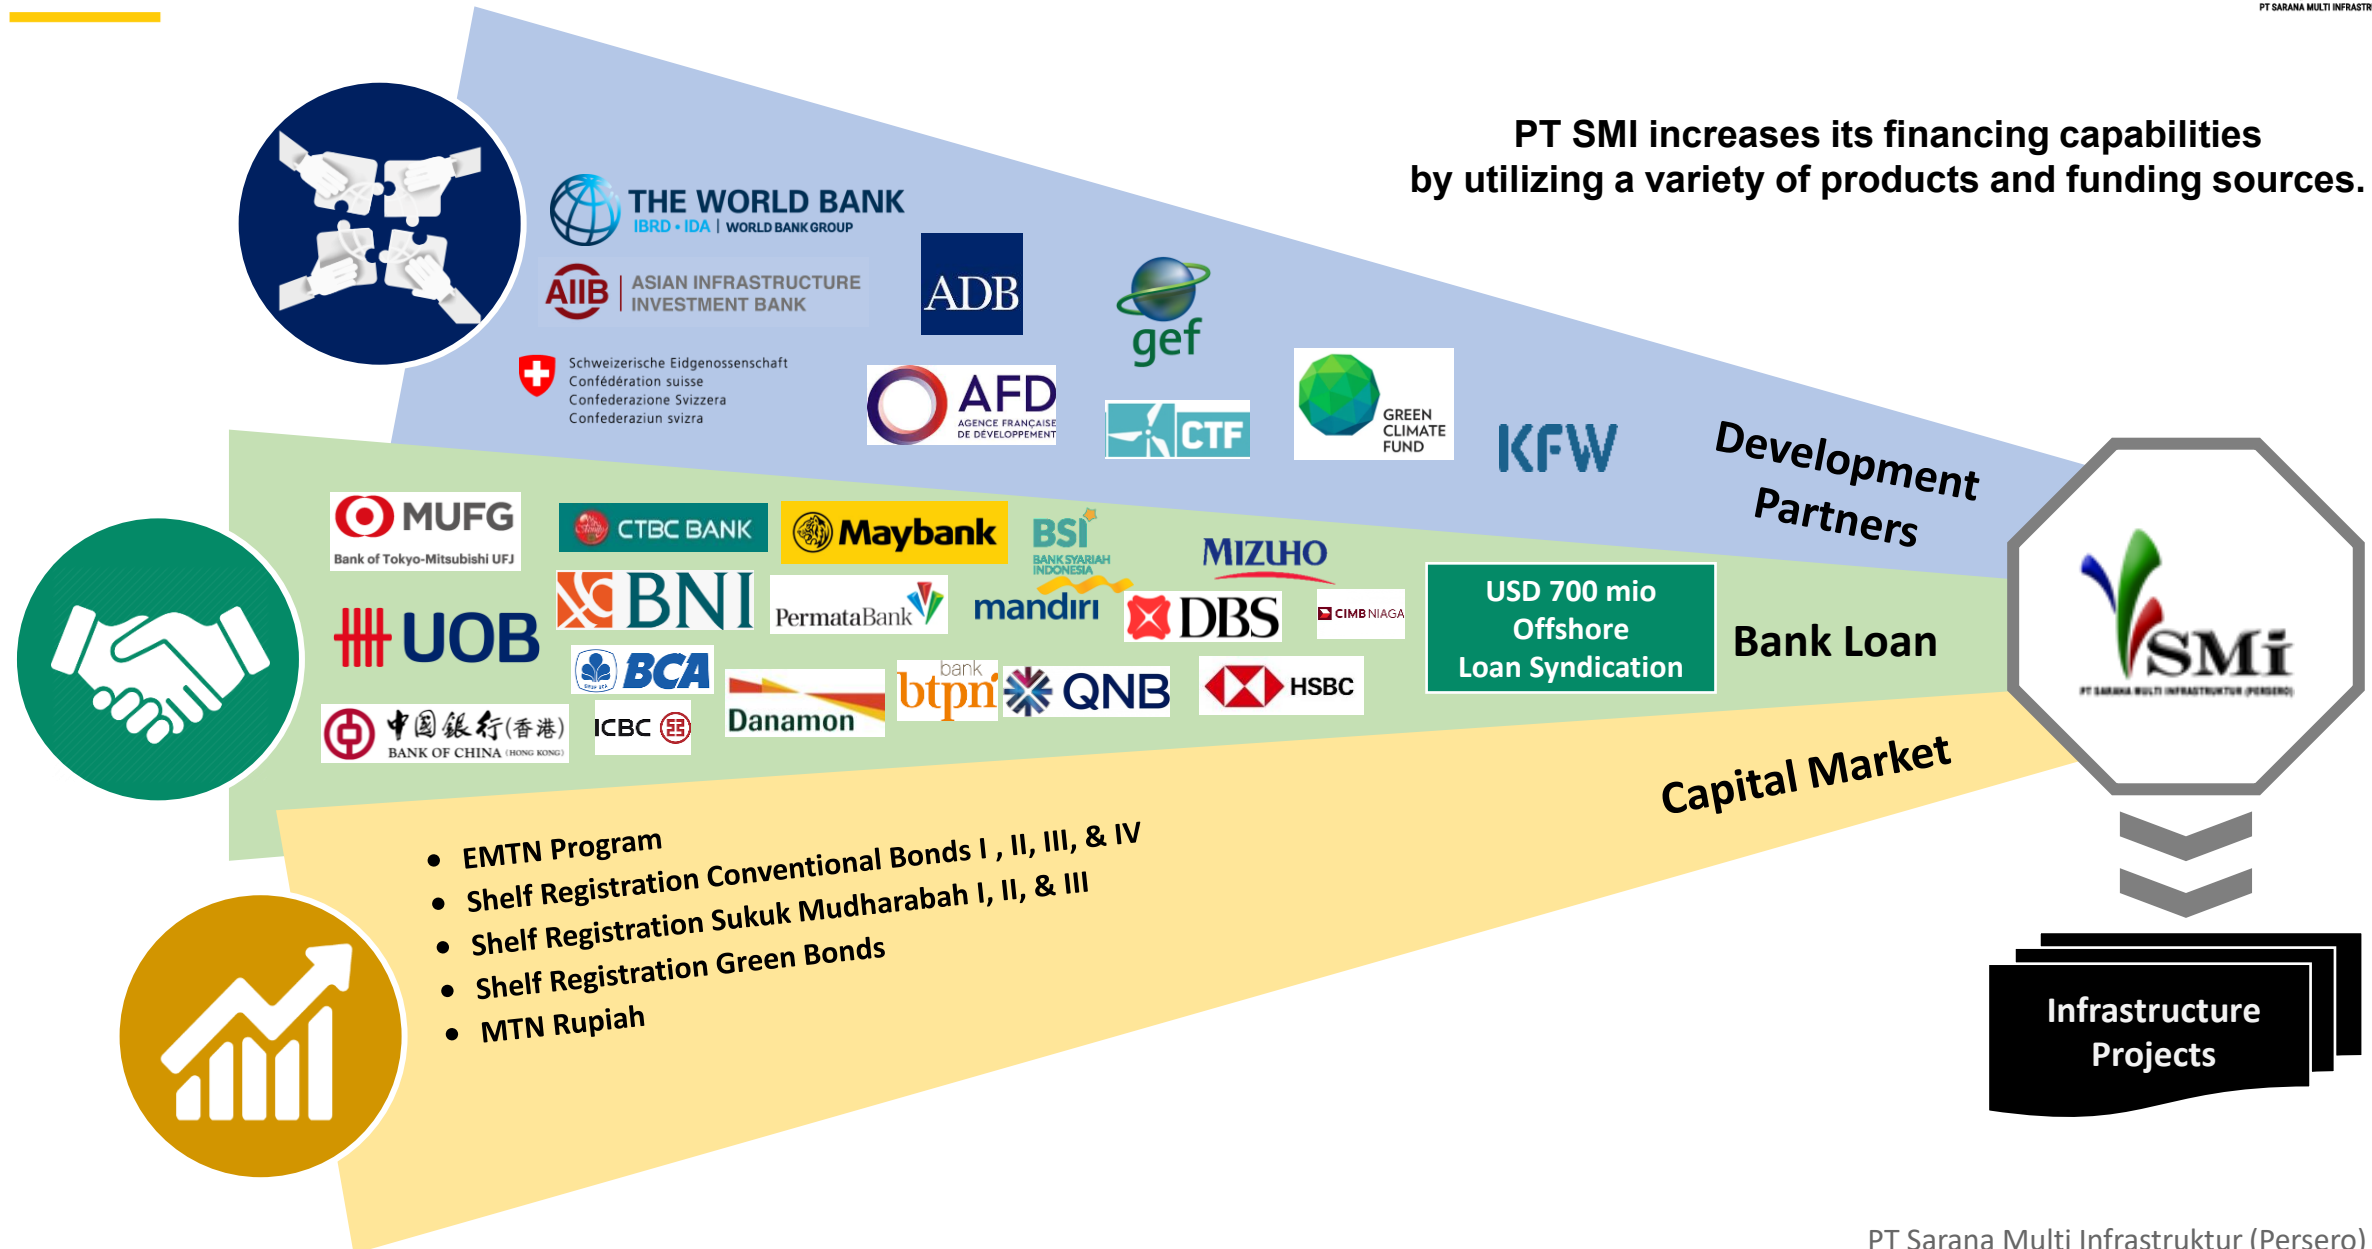 PT SARANA MULTI INFRASTR
PT SMI increases its financing capabilities
by utilizing a variety of products and funding sources.
THE WORLD BANK
IBRD • IDA | WORLD BANK GROUP
AIIB
ASIAN INFRASTRUCTURE
INVESTMENT BANK
ADB
gef
Schweizerische Eidgenossenschaft
Confédération suisse
Confederazione Svizzera
Confederaziun svizra
AFD
AGENCE FRANÇAISE
DE DÉVELOPPEMENT
CTF
GREEN
CLIMATE
FUND
KFW
Development
Partners
MUFG
Bank of Tokyo-Mitsubishi UFJ
CTBC BANK
Maybank
BSI
BANK SYARIAH
INDONESIA
MIZUHO
UOB
BNI
PermataBank
mandiri
DBS
CIMB NIAGA
USD 700 mio
Offshore
Loan Syndication
Bank Loan
BCA
Danamon
bank
btpn
QNB
HSBC
中國銀行(香港)
BANK OF CHINA (HONG KONG)
ICBC
SMi
PT SARANA MULTI INFRASTRUKTUR (PERSERO)
Capital Market
• EMTN Program
• Shelf Registration Conventional Bonds I , II, III, & IV
• Shelf Registration Sukuk Mudharabah I, II, & III
• Shelf Registration Green Bonds
• MTN Rupiah
Infrastructure
Projects
PT Sarana Multi Infrastruktur (Persero)